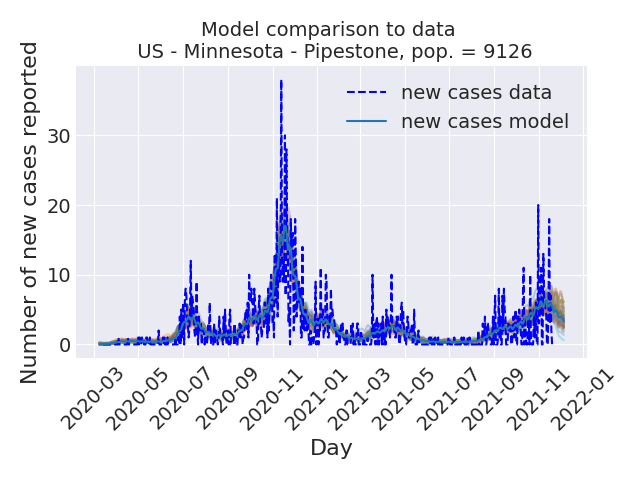 Model comparison to data
US - Minnesota - Pipestone, pop. = 9126
new cases data
new cases model
Number of new cases reported
30
20
10
0
2020-03
2020-05
2020-07
2020-09
2020-11
2021-01
2021-03
2021-05
2021-07
2021-09
2021-11
2022-01
Day